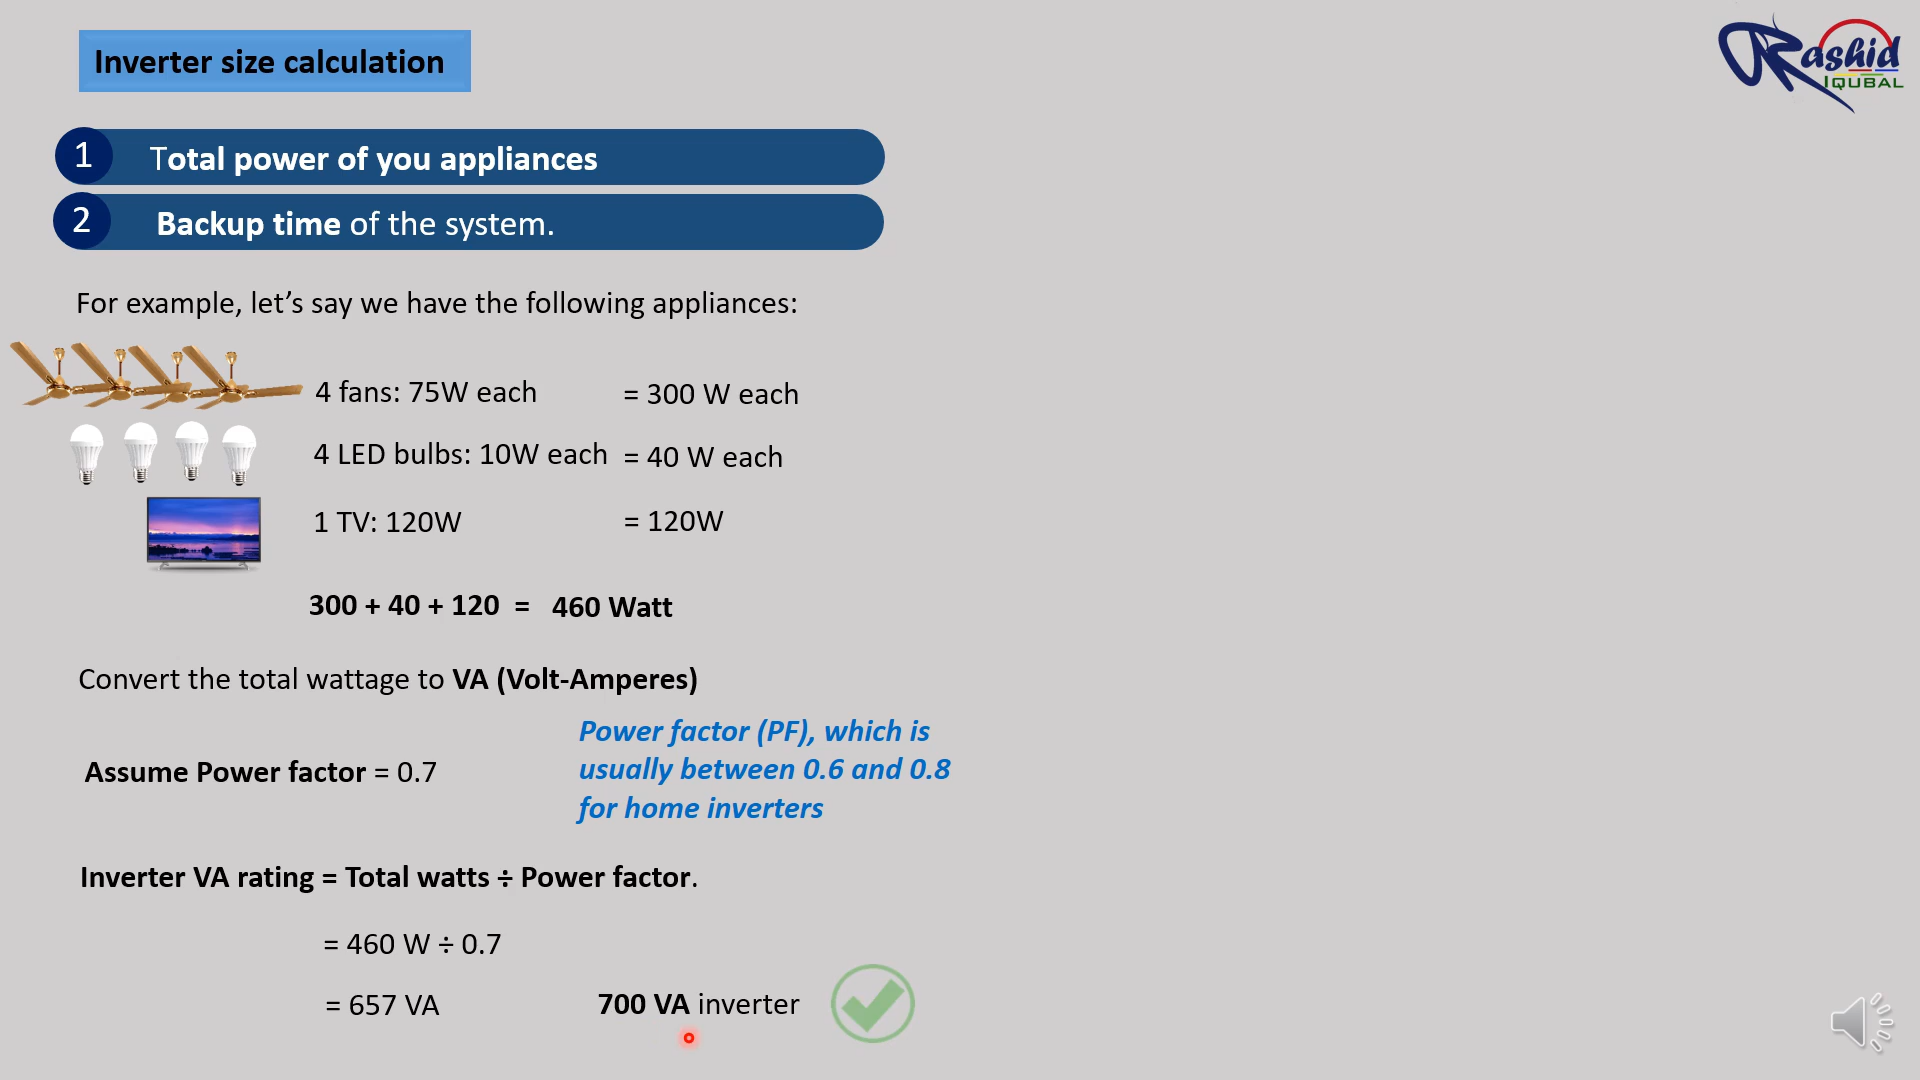 Inverter size calculation
Rashid
IQUBAL
1 Total power of you appliances
2 Backup time of the system.
For example, let’s say we have the following appliances:
4 fans: 75W each = 300 W each
4 LED bulbs: 10W each = 40 W each
1 TV: 120W = 120W
300 + 40 + 120 = 460 Watt
Convert the total wattage to VA (Volt-Amperes)
Power factor (PF), which is
usually between 0.6 and 0.8
for home inverters
Assume Power factor = 0.7
Inverter VA rating = Total watts ÷ Power factor.
= 460 W ÷ 0.7
= 657 VA 700 VA inverter